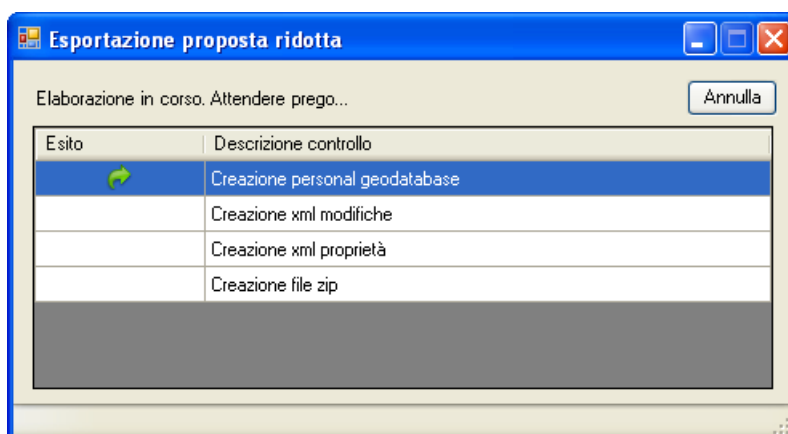 Esportazione proposta ridotta
Elaborazione in corso. Attendere prego...
Annulla
Esito Descrizione controllo
Creazione personal geodatabase
Creazione xml modifiche
Creazione xml proprietà
Creazione file zip